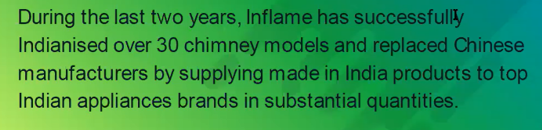 During the last two years, Inflame has successfully
Indianised over 30 chimney models and replaced Chinese
manufacturers by supplying made in India products to top
Indian appliances brands in substantial quantities.